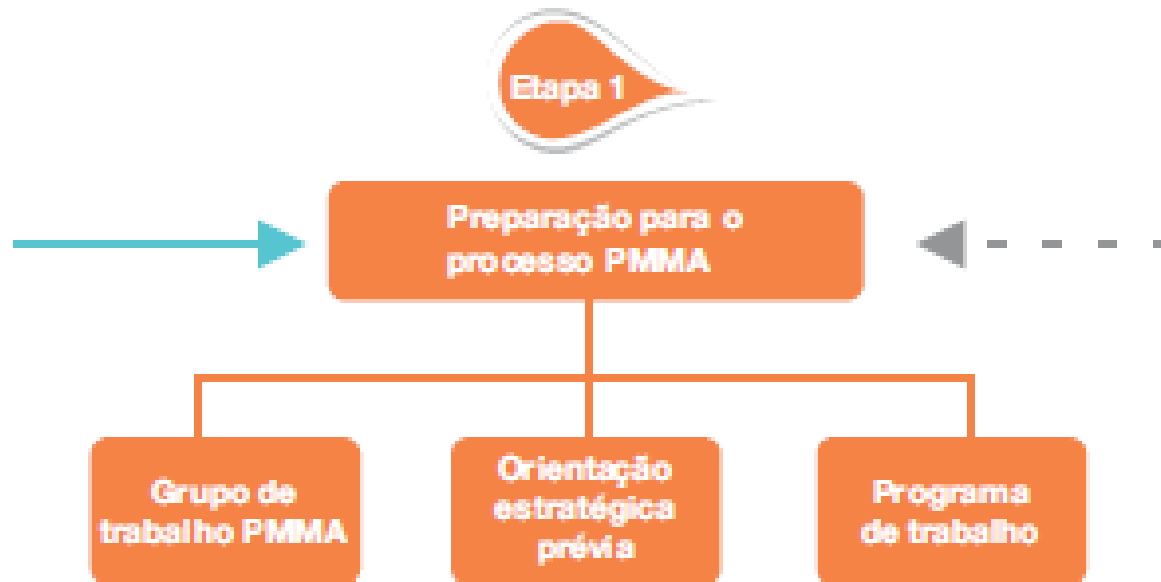 Etapa 1
Preparação para o
processo PMMA
Grupo de
trabalho PMMA
Orientação
estratégica
prévia
Programa
de trabalho